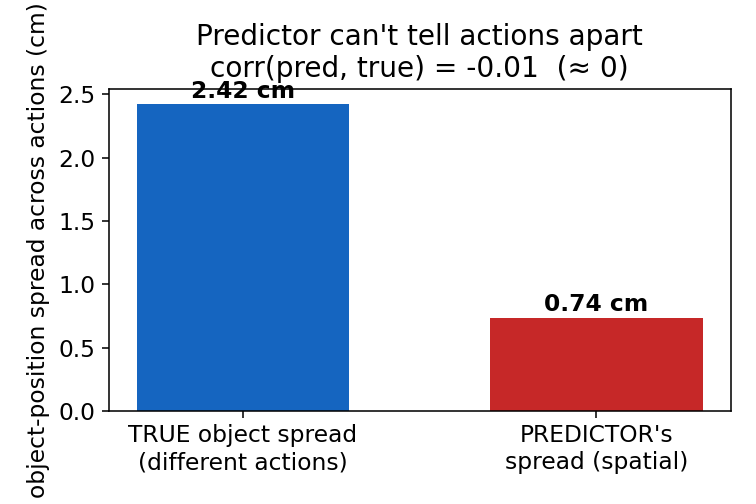 Predictor can't tell actions apart
corr(pred, true) = -0.01  (≈ 0)
object-position spread across actions (cm)
2.5
2.0
1.5
1.0
0.5
0.0
2.42 cm
0.74 cm
TRUE object spread
(different actions)
PREDICTOR's
spread (spatial)